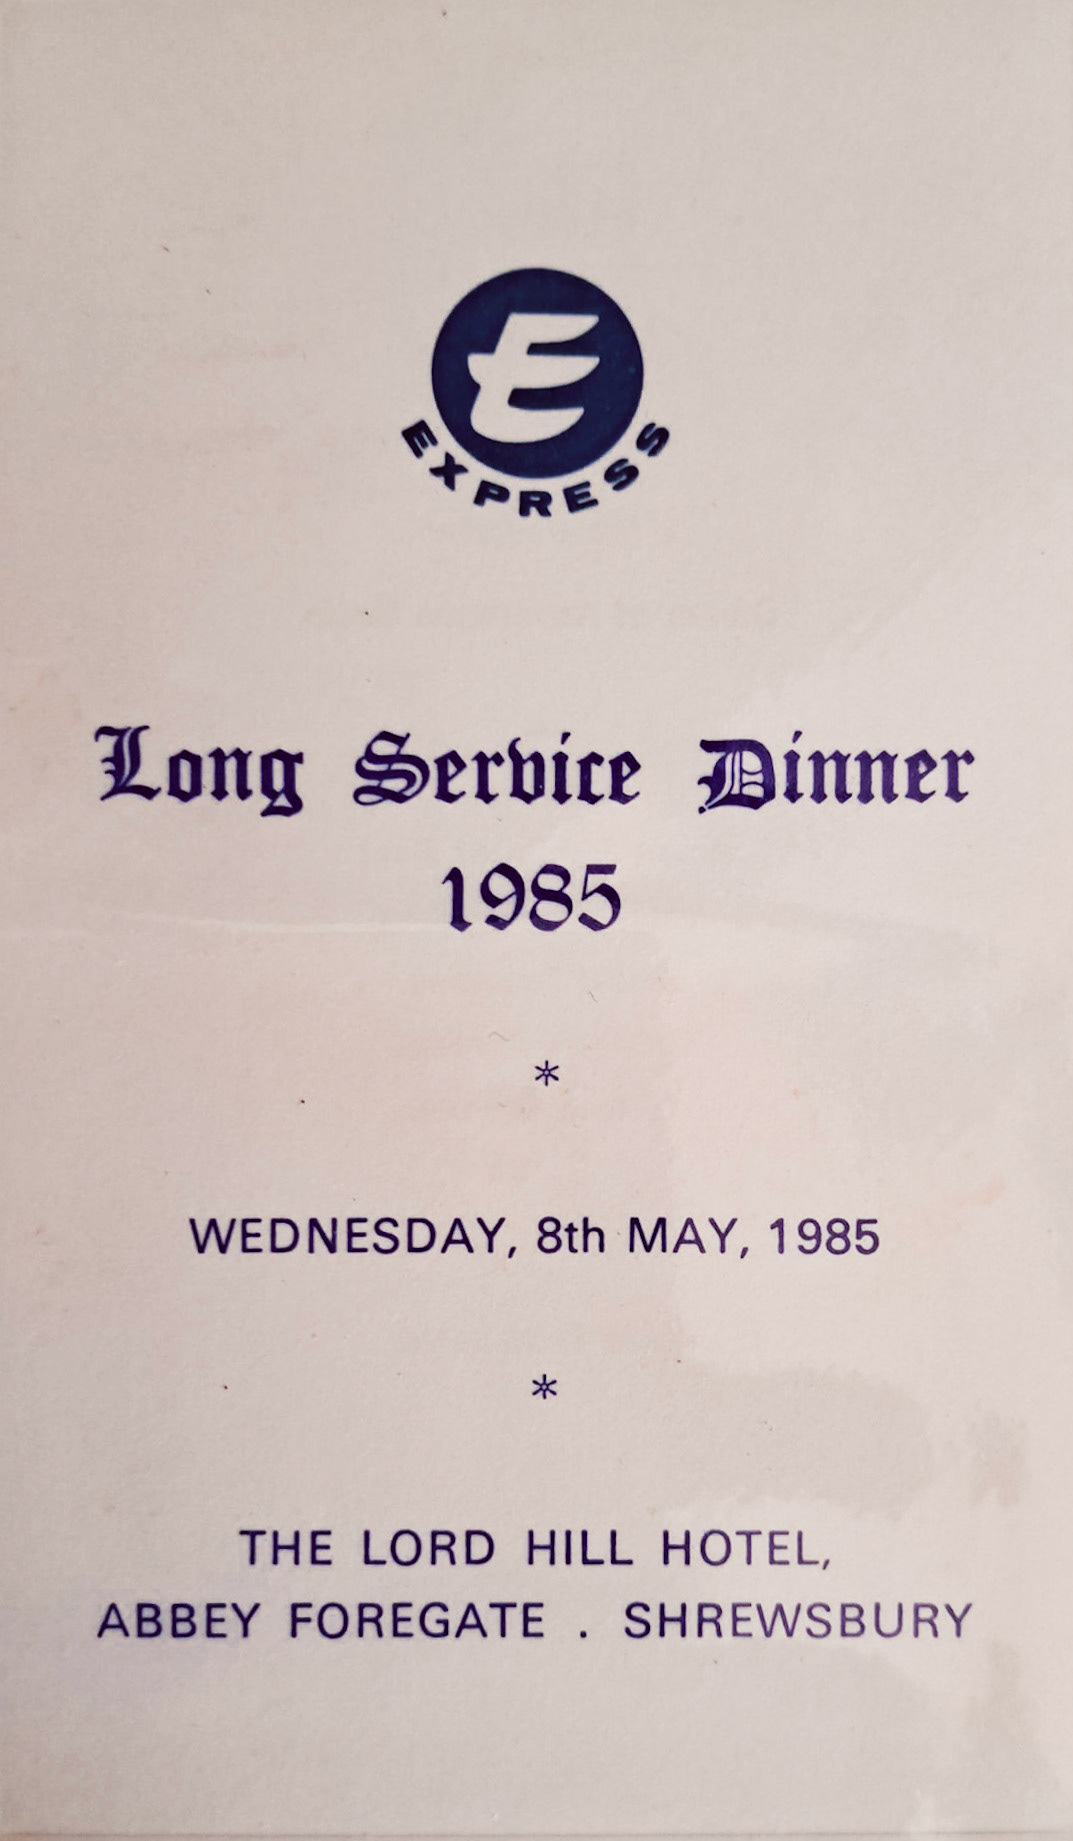 E
EXPRESS
Long Service Dinner
1985
*
WEDNESDAY, 8th MAY, 1985
*
THE LORD HILL HOTEL,
ABBEY FOREGATE . SHREWSBURY